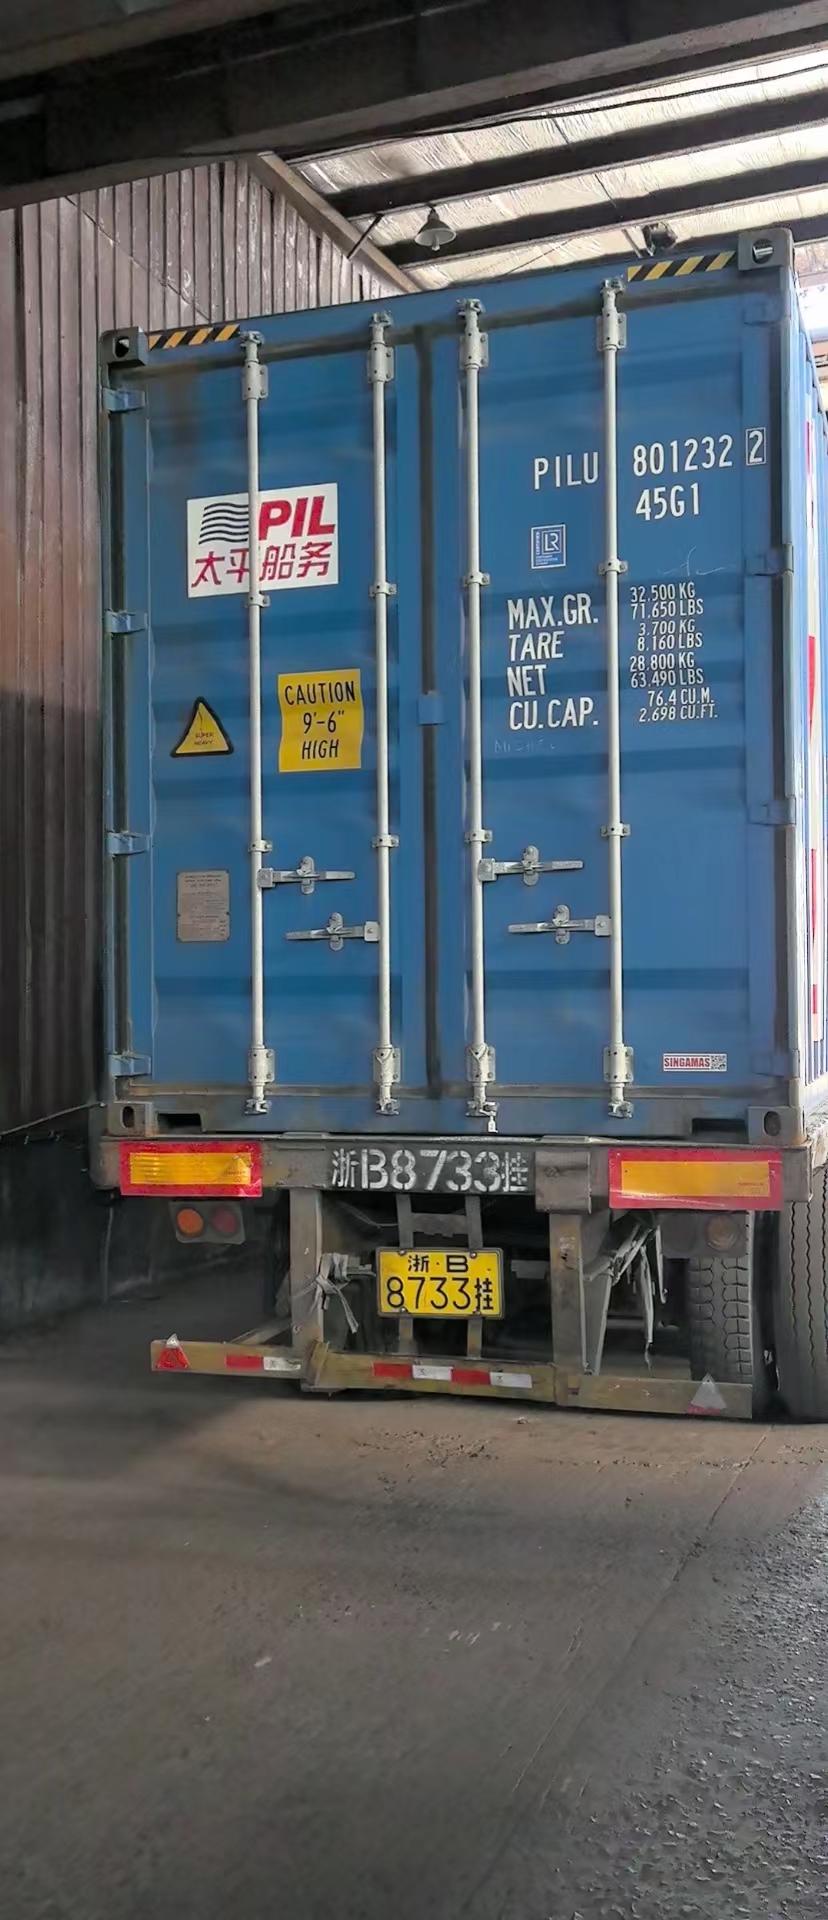 PILU 801232 2
45G1
PIL
太平船务
LR
MAX.GR. 32,500 KG
71,650 LBS
TARE 3,700 KG
8,160 LBS
NET 28,800 KG
63,490 LBS
CU.CAP. 76.4 CU.M.
2,698 CU.FT.
CAUTION
9'-6"
HIGH
SUPER
HEAVY
SINGAMAS
浙B8733挂
浙·B
8733挂